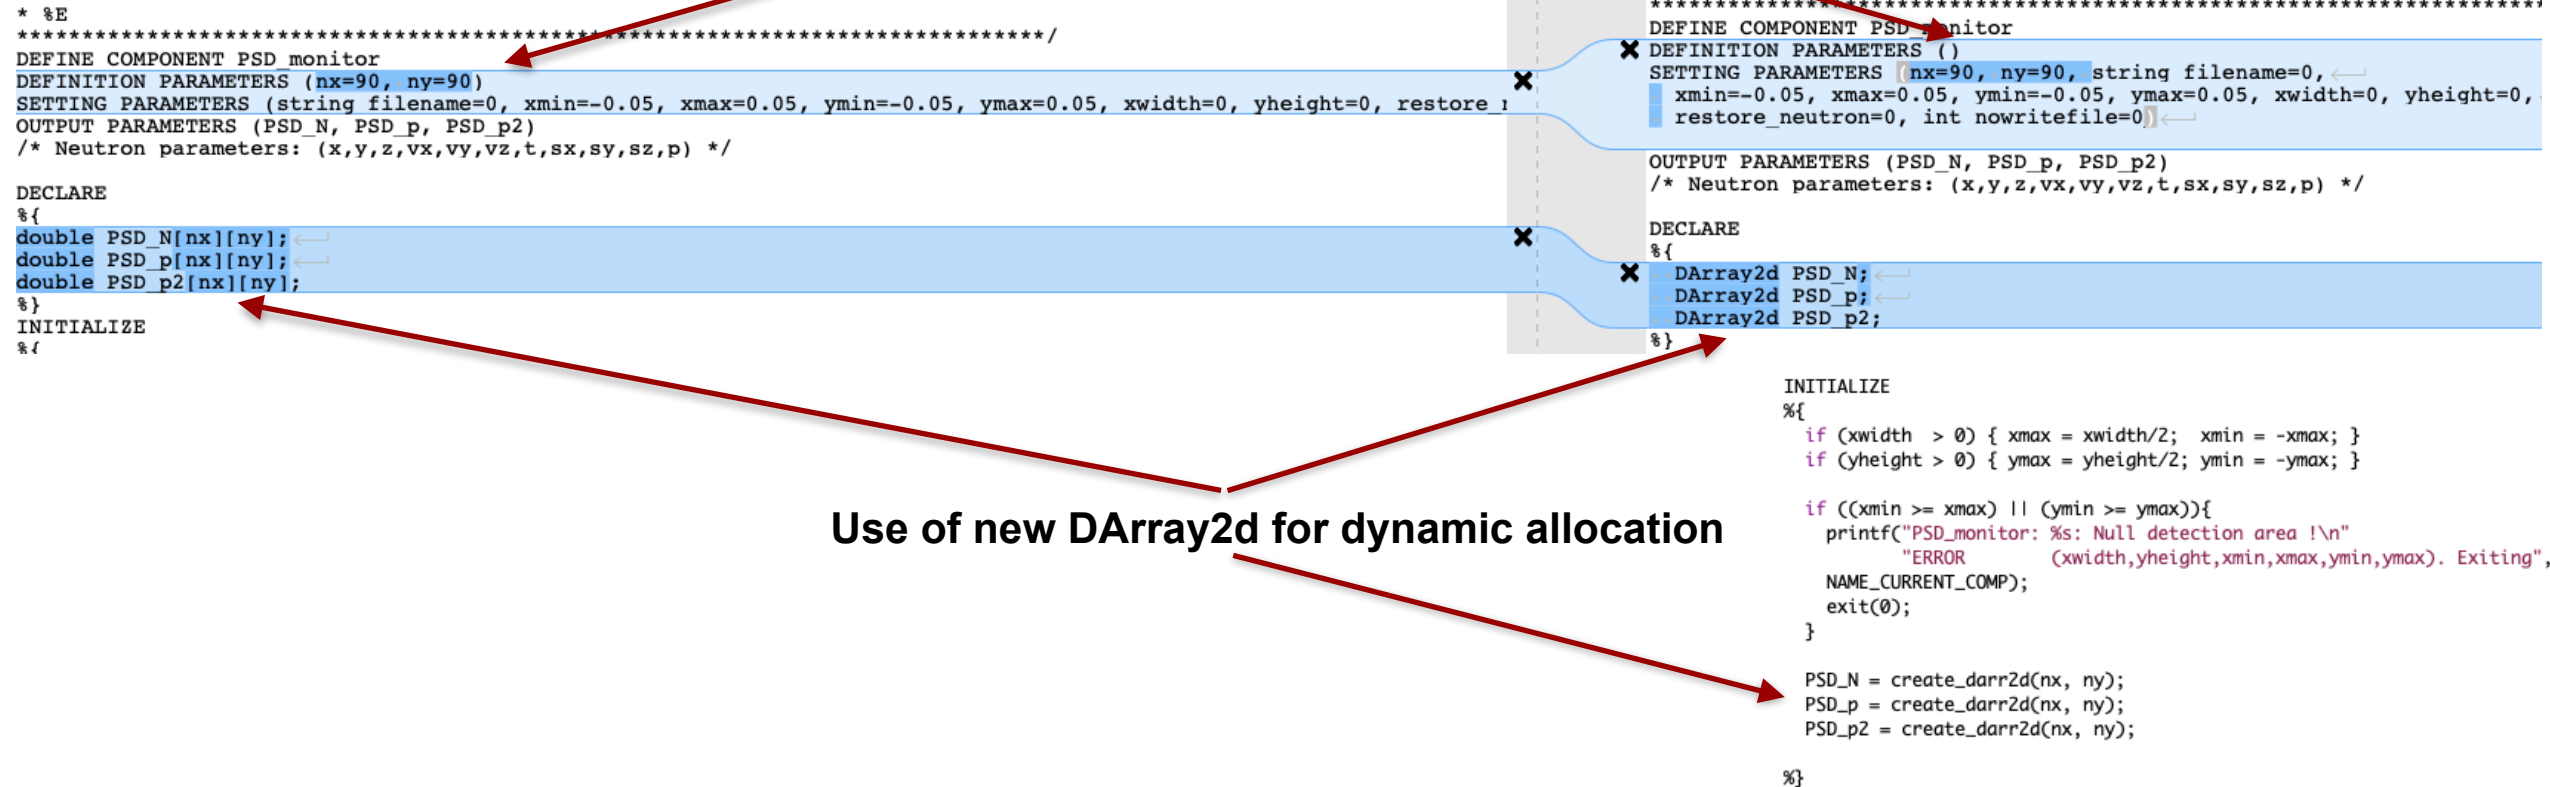 * %E
*******************************************************************************/
DEFINE COMPONENT PSD_monitor
DEFINITION PARAMETERS (nx=90, ny=90)
SETTING PARAMETERS (string filename=0, xmin=-0.05, xmax=0.05, ymin=-0.05, ymax=0.05, xwidth=0, yheight=0,
OUTPUT PARAMETERS (PSD_N, PSD_p, PSD_p2)
/* Neutron parameters: (x,y,z,vx,vy,vz,t,sx,sy,sz,p) */
DECLARE
%{
double PSD_N[nx][ny];
double PSD_p[nx][ny];
double PSD_p2[nx][ny];
%}
INITIALIZE
%{
DEFINE COMPONENT PSD_monitor
DEFINITION PARAMETERS ()
SETTING PARAMETERS (nx=90, ny=90, string filename=0,
xmin=-0.05, xmax=0.05, ymin=-0.05, ymax=0.05, xwidth=0, yheight=0,
restore_neutron=0, int nowritefile=0)
OUTPUT PARAMETERS (PSD_N, PSD_p, PSD_p2)
/* Neutron parameters: (x,y,z,vx,vy,vz,t,sx,sy,sz,p) */
DECLARE
%{
DArray2d PSD_N;
DArray2d PSD_p;
DArray2d PSD_p2;
%}
INITIALIZE
%{
if (xwidth > 0) { xmax = xwidth/2; xmin = -xmax; }
if (yheight > 0) { ymax = yheight/2; ymin = -ymax; }
if ((xmin >= xmax) || (ymin >= ymax)){
printf("PSD_monitor: %s: Null detection area !\n"
"ERROR (xwidth,yheight,xmin,xmax,ymin,ymax). Exiting",
NAME_CURRENT_COMP);
exit(0);
}
PSD_N = create_darr2d(nx, ny);
PSD_p = create_darr2d(nx, ny);
PSD_p2 = create_darr2d(nx, ny);
%}
Use of new DArray2d for dynamic allocation